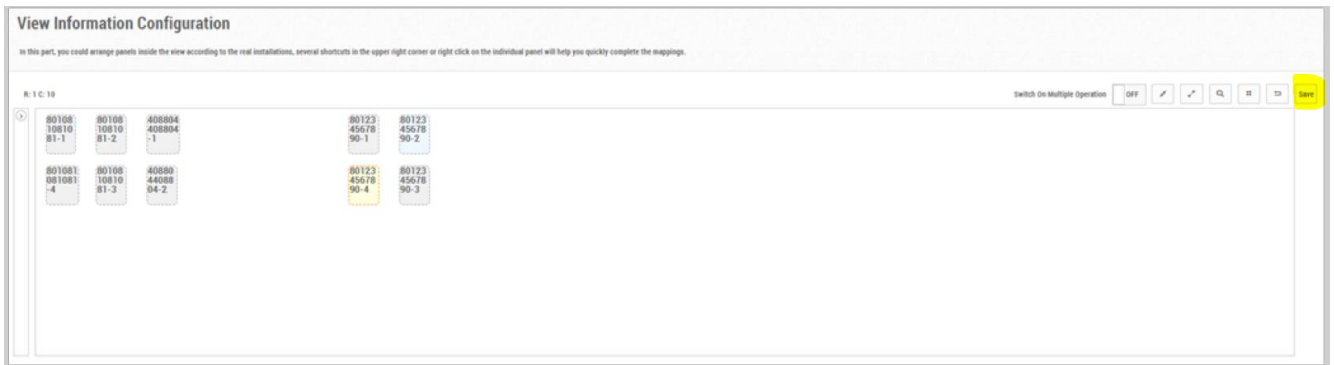 View Information Configuration
In this part, you could arrange panels inside the view according to the real installations, several shortcuts in the upper right corner or right click on the individual panel will help you quickly complete the mappings.
R: 1 C: 10
Switch On Multiple Operation OFF Save
80108 80108 408804 80123 80123
10810 10810 408804 45678 45678
81-1 81-2 -1 90-1 90-2
801081 80108 40880 80123 80123
081081 10810 44088 45678 45678
-4 81-3 04-2 90-4 90-3